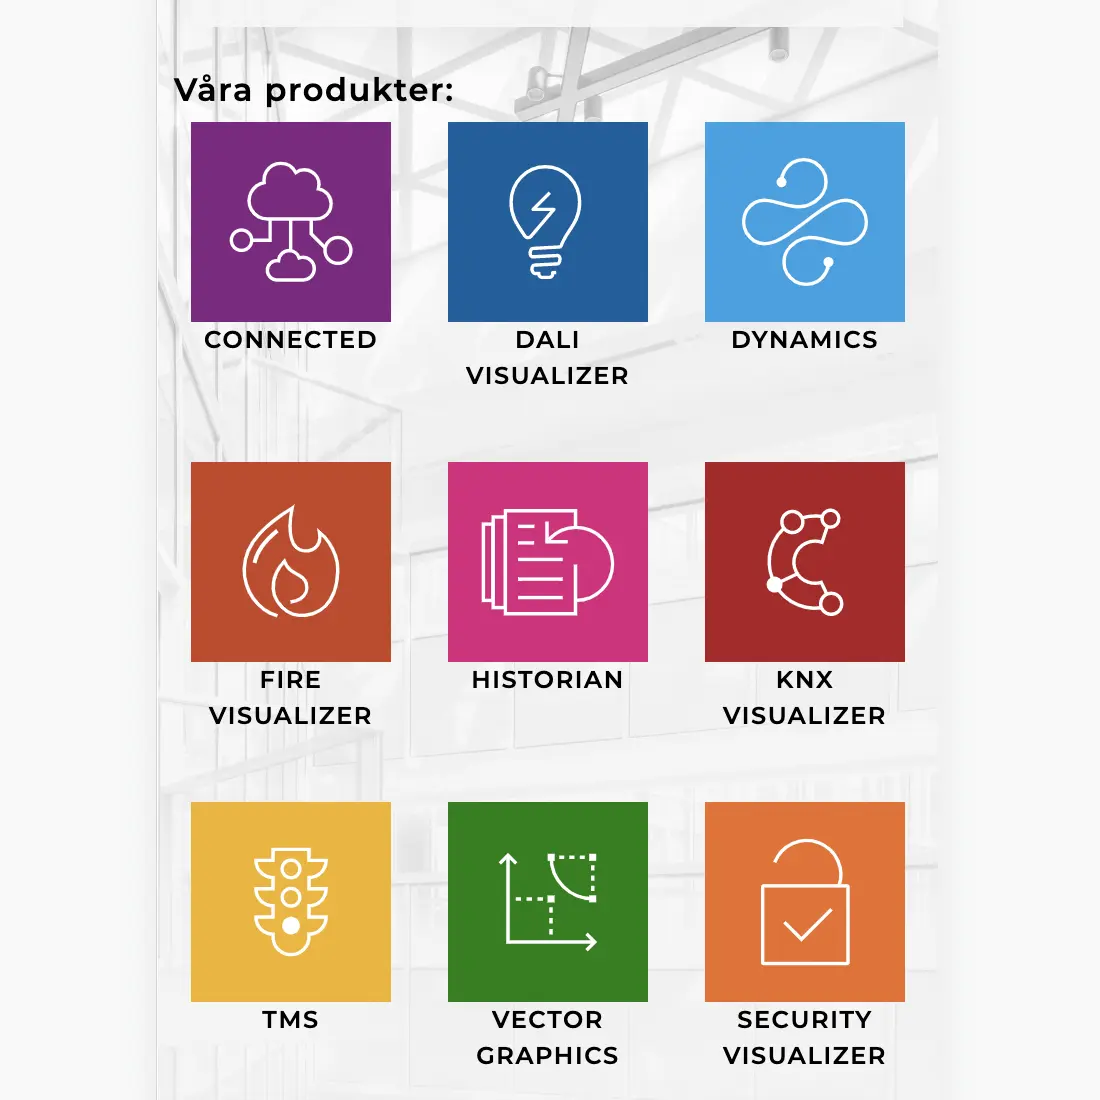 Våra produkter:
CONNECTED
DALI
VISUALIZER
DYNAMICS
FIRE
VISUALIZER
HISTORIAN
KNX
VISUALIZER
TMS
VECTOR
GRAPHICS
SECURITY
VISUALIZER